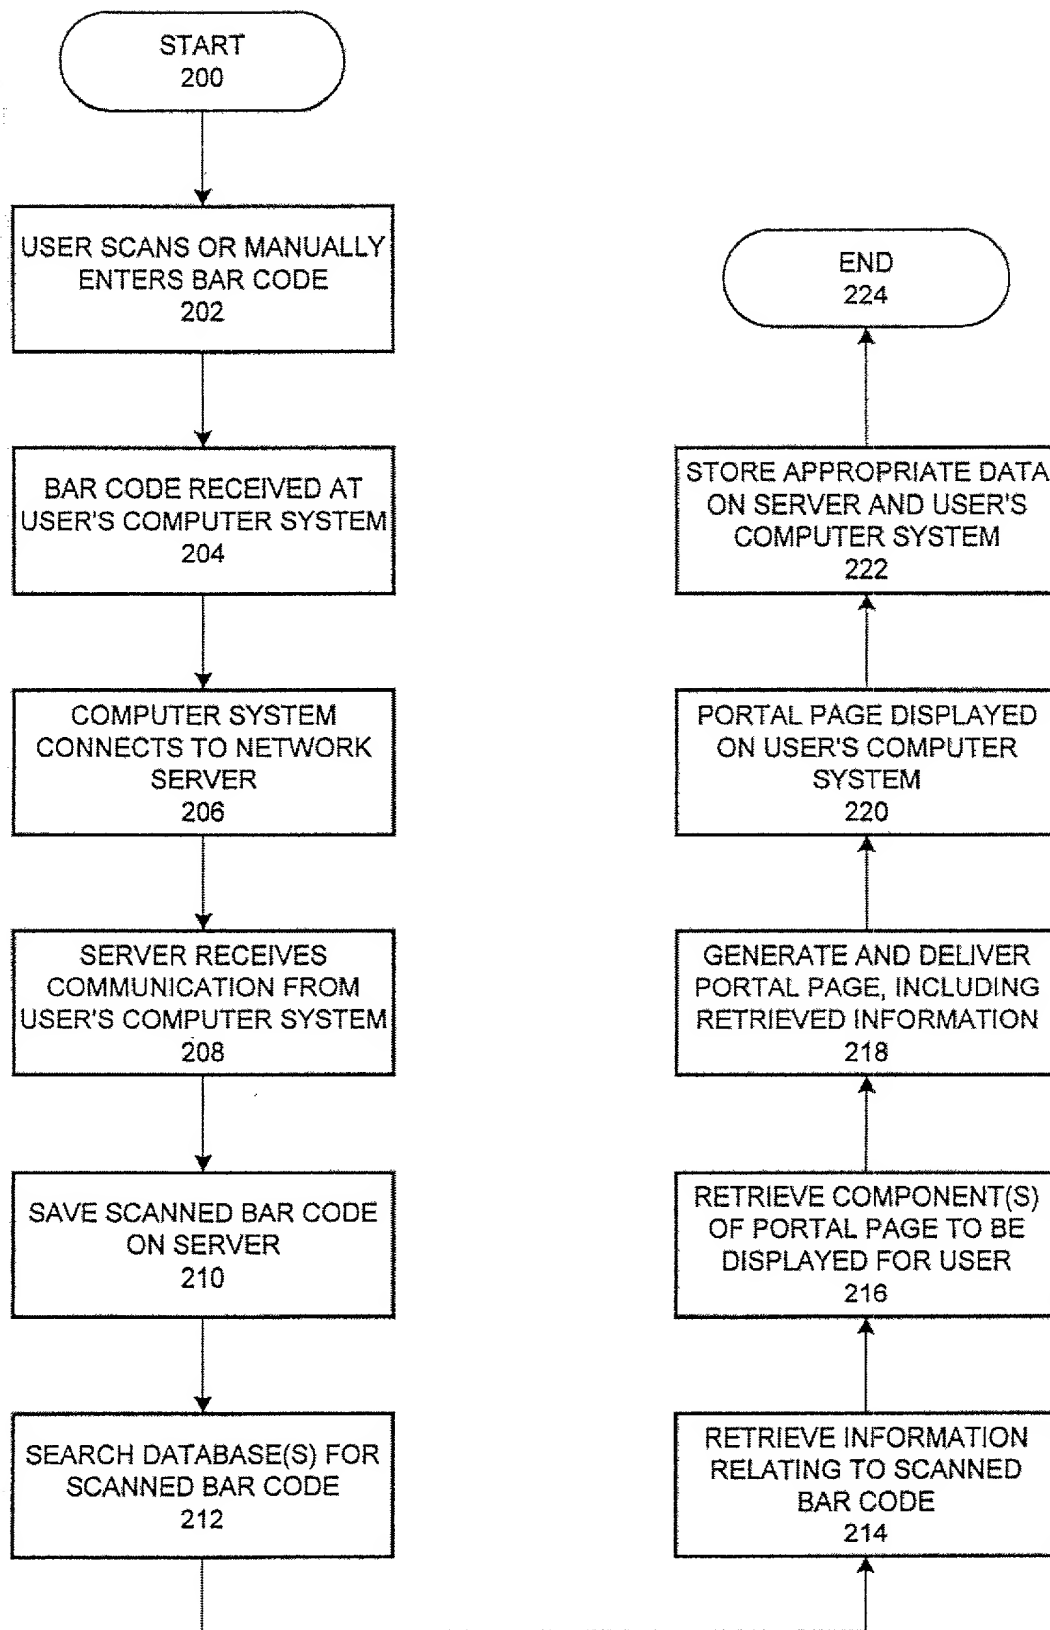 START
200
USER SCANS OR MANUALLY
ENTERS BAR CODE
202
BAR CODE RECEIVED AT
USER'S COMPUTER SYSTEM
204
COMPUTER SYSTEM
CONNECTS TO NETWORK
SERVER
206
SERVER RECEIVES
COMMUNICATION FROM
USER'S COMPUTER SYSTEM
208
SAVE SCANNED BAR CODE
ON SERVER
210
SEARCH DATABASE(S) FOR
SCANNED BAR CODE
212
RETRIEVE INFORMATION
RELATING TO SCANNED
BAR CODE
214
RETRIEVE COMPONENT(S)
OF PORTAL PAGE TO BE
DISPLAYED FOR USER
216
GENERATE AND DELIVER
PORTAL PAGE, INCLUDING
RETRIEVED INFORMATION
218
PORTAL PAGE DISPLAYED
ON USER'S COMPUTER
SYSTEM
220
STORE APPROPRIATE DATA
ON SERVER AND USER'S
COMPUTER SYSTEM
222
END
224